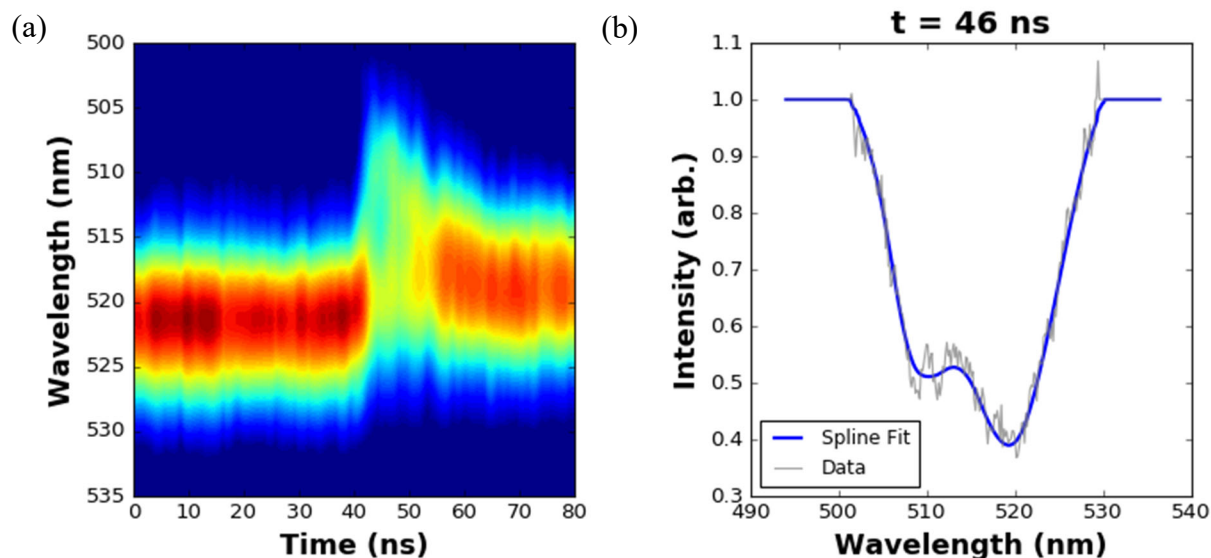 (a)
500
505
510
515
520
525
530
535
Wavelength (nm)
0 10 20 30 40 50 60 70 80
Time (ns)
(b)
t = 46 ns
1.1
1.0
0.9
0.8
0.7
0.6
0.5
0.4
0.3
Intensity (arb.)
Spline Fit
Data
490 500 510 520 530 540
Wavelength (nm)